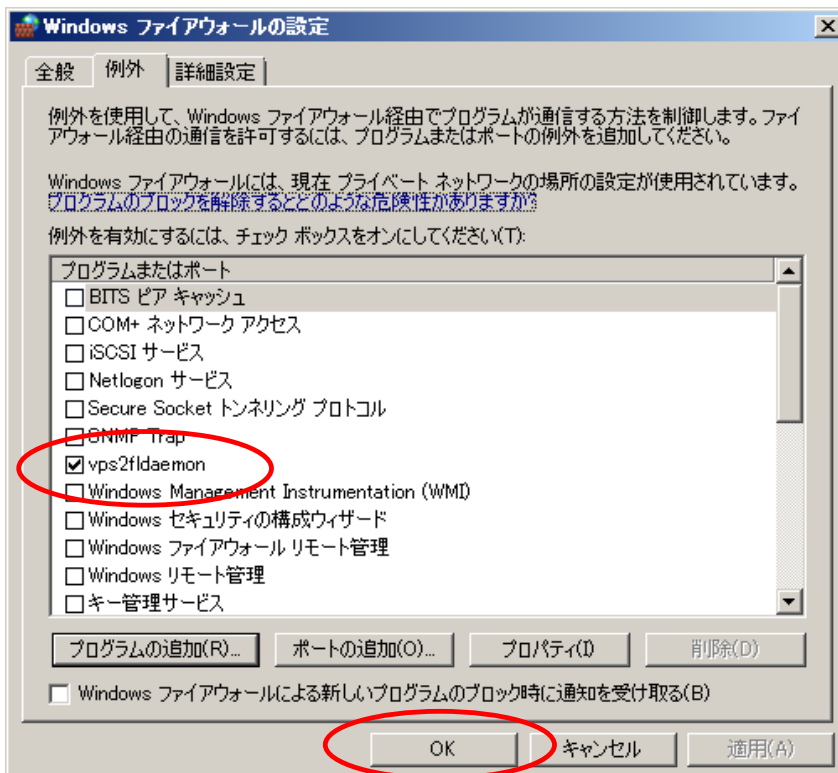 Windows ファイアウォールの設定
全般 例外 詳細設定
例外を使用して、Windows ファイアウォール経由でプログラムが通信する方法を制御します。ファイ
アウォール経由の通信を許可するには、プログラムまたはポートの例外を追加してください。
Windows ファイアウォールには、現在 プライベート ネットワークの場所の設定が使用されています。
プログラムのブロックを解除するとどのような危険性がありますか?
例外を有効にするには、チェック ボックスをオンにしてください(T):
プログラムまたはポート
BITS ピア キャッシュ
COM+ ネットワーク アクセス
iSCSI サービス
Netlogon サービス
Secure Socket トンネリング プロトコル
SNMP Trap
vps2fldaemon
Windows Management Instrumentation (WMI)
Windows セキュリティの構成ウィザード
Windows ファイアウォール リモート管理
Windows リモート管理
キー管理サービス
プログラムの追加(R)... ポートの追加(O)... プロパティ(I) 削除(D)
Windows ファイアウォールによる新しいプログラムのブロック時に通知を受け取る(B)
OK キャンセル 適用(A)